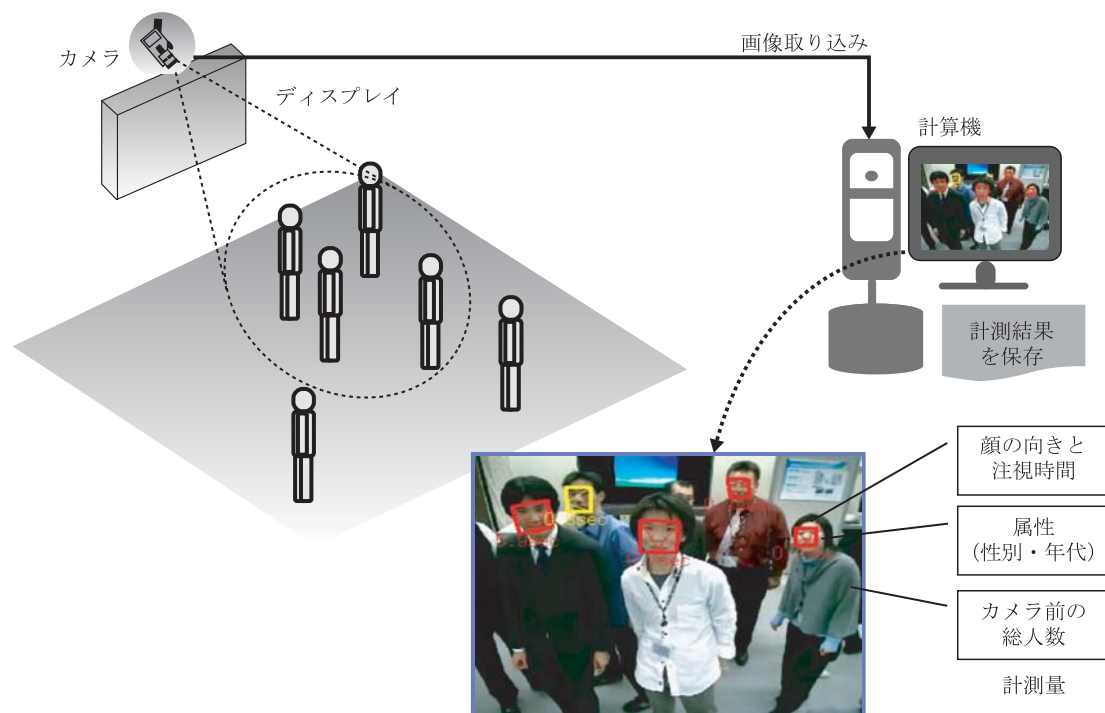 カメラ
画像取り込み
ディスプレイ
計算機
計測結果
を保存
顔の向きと
注視時間
属性
(性別・年代)
カメラ前の
総人数
計測量